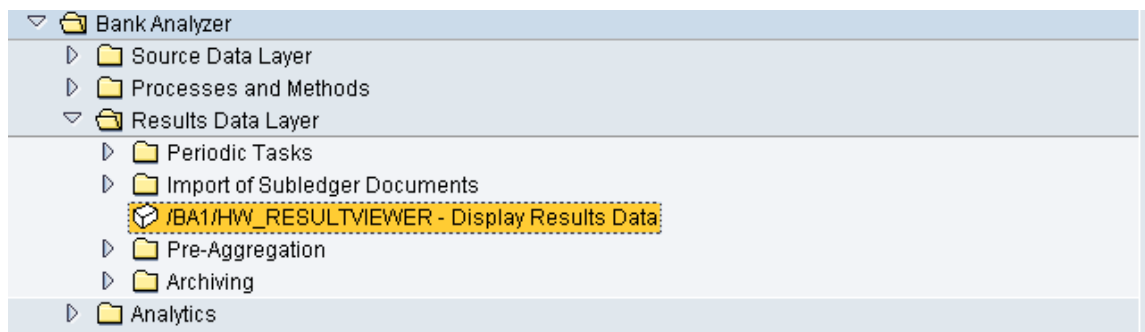 Bank Analyzer
Source Data Layer
Processes and Methods
Results Data Layer
Periodic Tasks
Import of Subledger Documents
/BA1/HW_RESULTVIEWER - Display Results Data
Pre-Aggregation
Archiving
Analytics